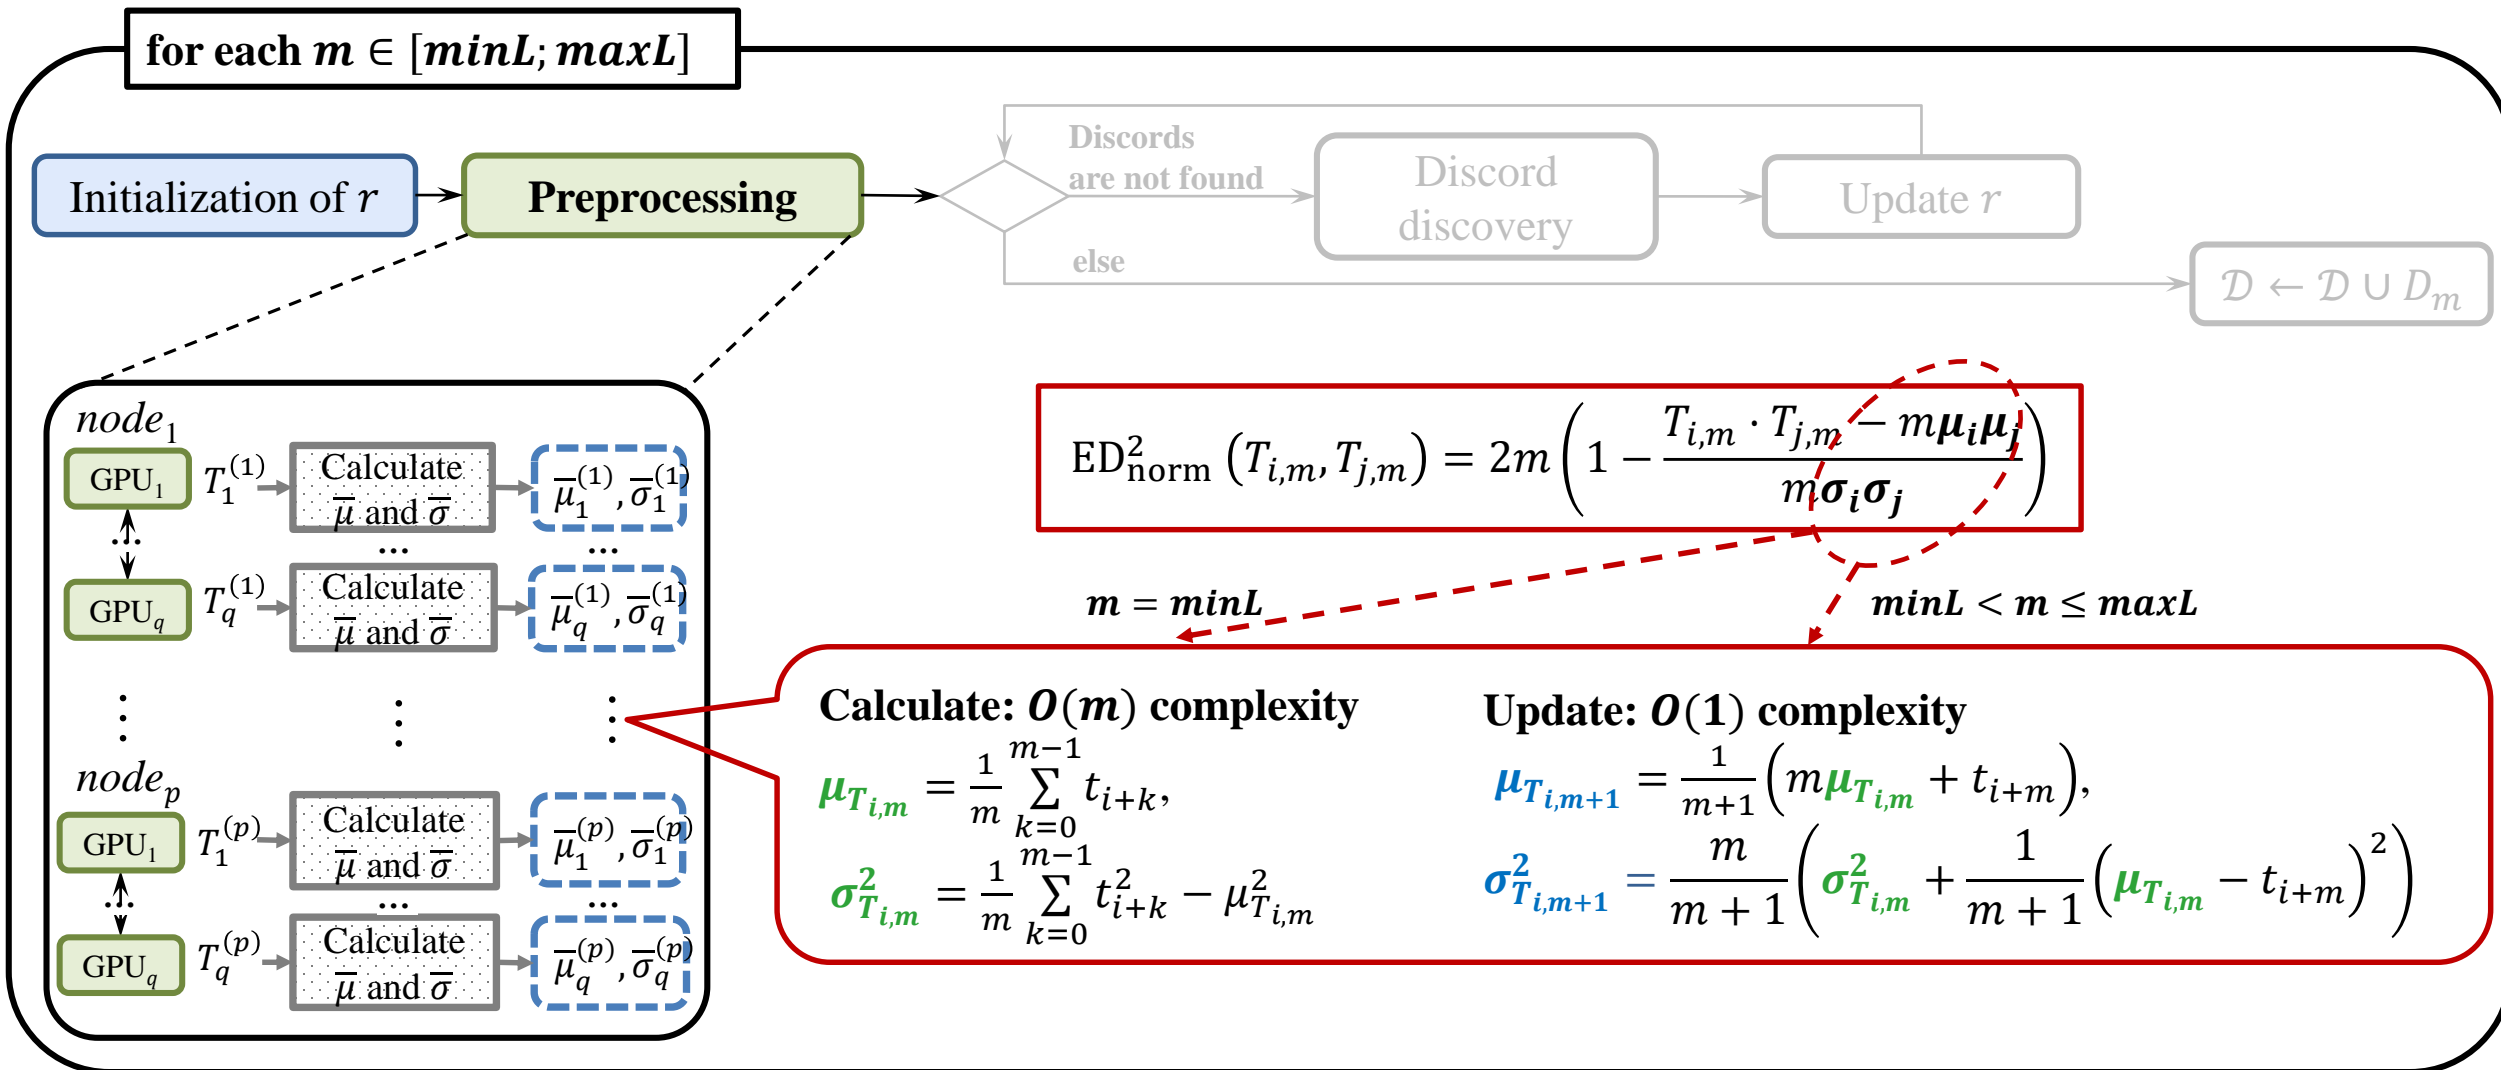 for each m ∈ [minL; maxL]
Initialization of r
Preprocessing
Discords
are not found
Discord
discovery
Update r
else
𝒟 ← 𝒟 ∪ D_m
node_1
GPU_1
T_1^(1)
Calculate
μ̅ and σ̅
μ̅_1^(1), σ̅_1^(1)
...
...
...
GPU_q
T_q^(1)
Calculate
μ̅ and σ̅
μ̅_q^(1), σ̅_q^(1)
⋮
⋮
⋮
node_p
GPU_1
T_1^(p)
Calculate
μ̅ and σ̅
μ̅_1^(p), σ̅_1^(p)
...
...
...
GPU_q
T_q^(p)
Calculate
μ̅ and σ̅
μ̅_q^(p), σ̅_q^(p)
ED²_norm (T_{i,m}, T_{j,m}) = 2m (1 − (T_{i,m} · T_{j,m} − mμ_iμ_j) / (mσ_iσ_j))
m = minL
minL < m ≤ maxL
Calculate: O(m) complexity
μ_{T_{i,m}} = 1/m ∑_{k=0}^{m−1} t_{i+k},
σ²_{T_{i,m}} = 1/m ∑_{k=0}^{m−1} t²_{i+k} − μ²_{T_{i,m}}
Update: O(1) complexity
μ_{T_{i,m+1}} = 1/(m+1) (mμ_{T_{i,m}} + t_{i+m}),
σ²_{T_{i,m+1}} = m/(m + 1) (σ²_{T_{i,m}} + 1/(m + 1) (μ_{T_{i,m}} − t_{i+m})²)